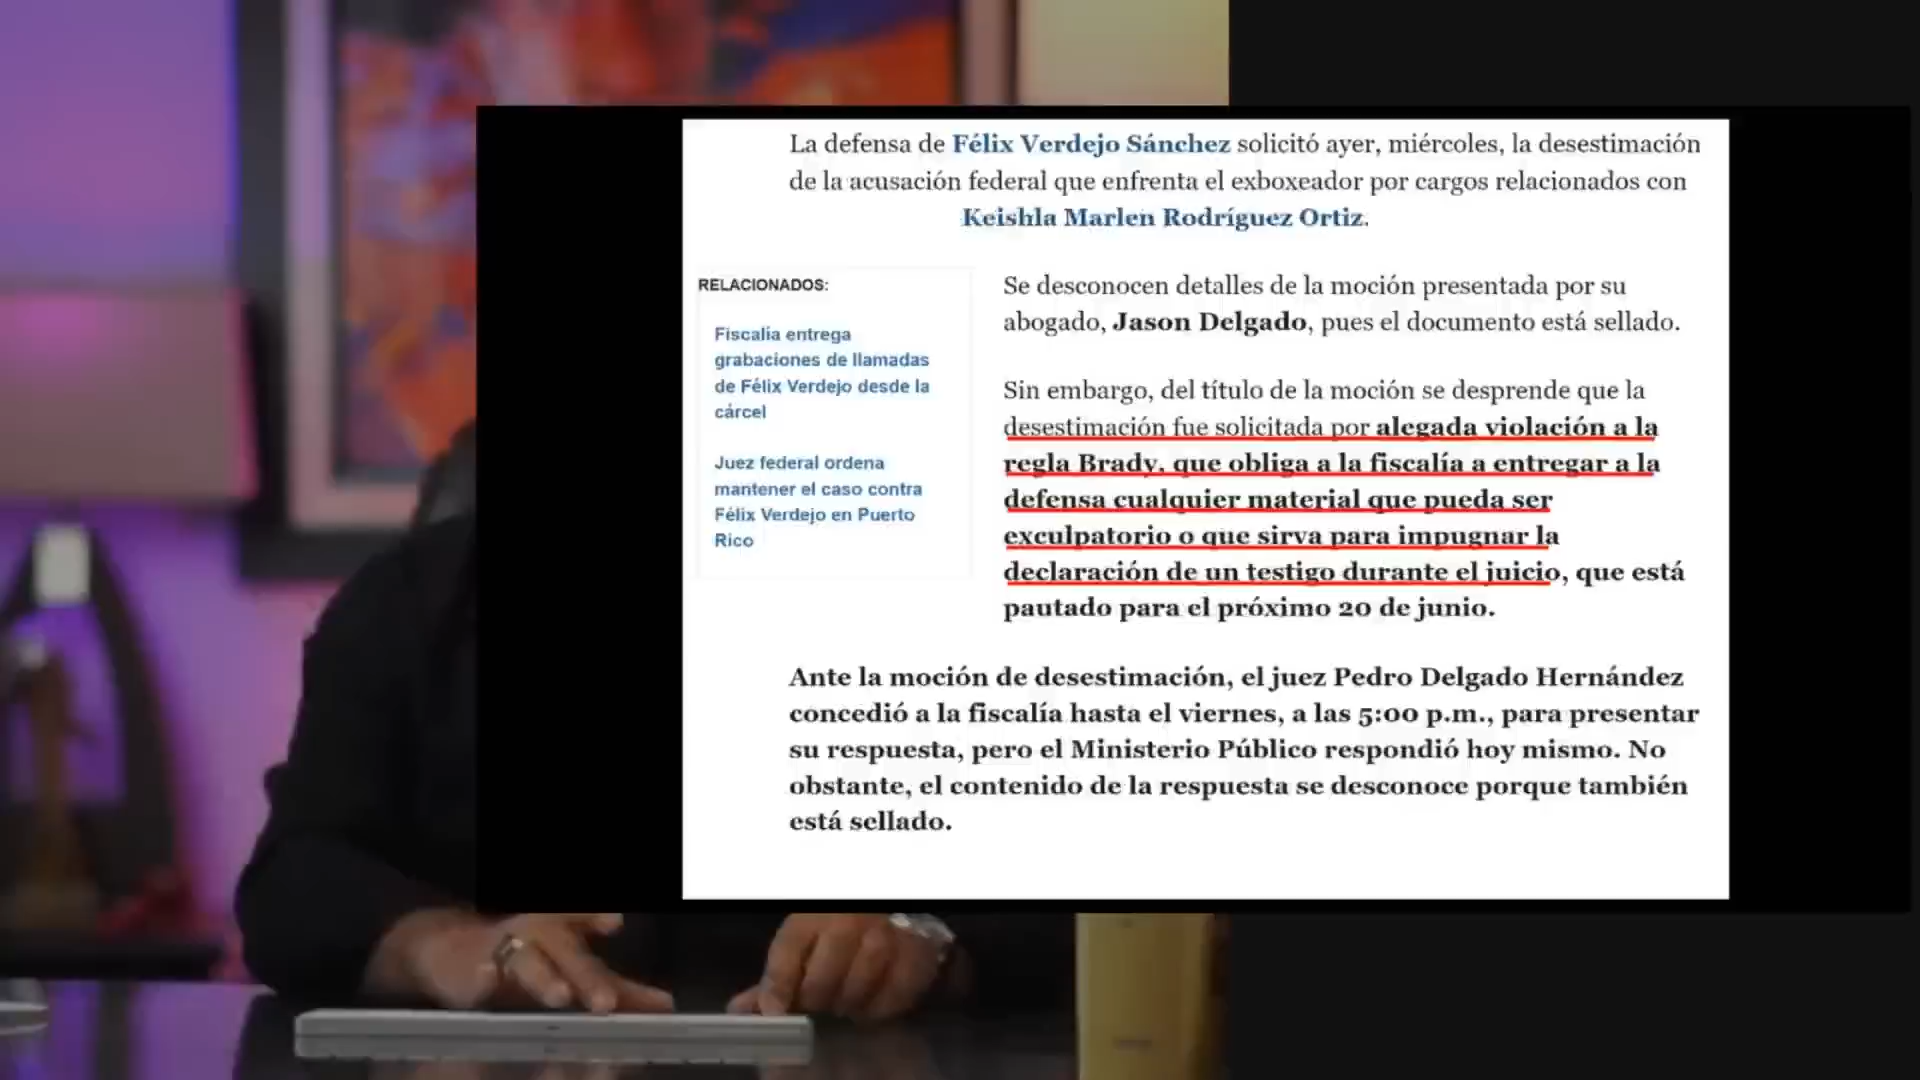 La defensa de Félix Verdejo Sánchez solicitó ayer, miércoles, la desestimación
de la acusación federal que enfrenta el exboxeador por cargos relacionados con
Keishla Marlen Rodríguez Ortiz.
RELACIONADOS:
Fiscalía entrega
grabaciones de llamadas
de Félix Verdejo desde la
cárcel
Juez federal ordena
mantener el caso contra
Félix Verdejo en Puerto
Rico
Se desconocen detalles de la moción presentada por su
abogado, Jason Delgado, pues el documento está sellado.
Sin embargo, del título de la moción se desprende que la
desestimación fue solicitada por alegada violación a la
regla Brady, que obliga a la fiscalía a entregar a la
defensa cualquier material que pueda ser
exculpatorio o que sirva para impugnar la
declaración de un testigo durante el juicio, que está
pautado para el próximo 20 de junio.
Ante la moción de desestimación, el juez Pedro Delgado Hernández
concedió a la fiscalía hasta el viernes, a las 5:00 p.m., para presentar
su respuesta, pero el Ministerio Público respondió hoy mismo. No
obstante, el contenido de la respuesta se desconoce porque también
está sellado.